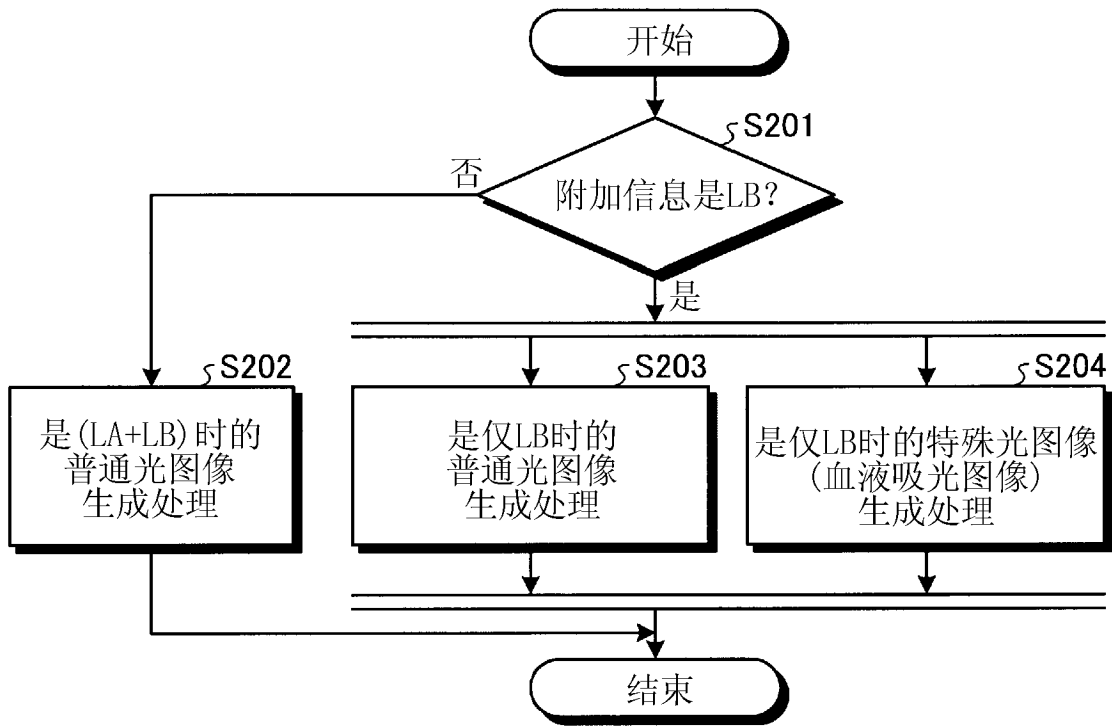 开始
S201
附加信息是LB?
否
是
S202
是(LA+LB)时的
普通光图像
生成处理
S203
是仅LB时的
普通光图像
生成处理
S204
是仅LB时的特殊光图像
(血液吸光图像)
生成处理
结束